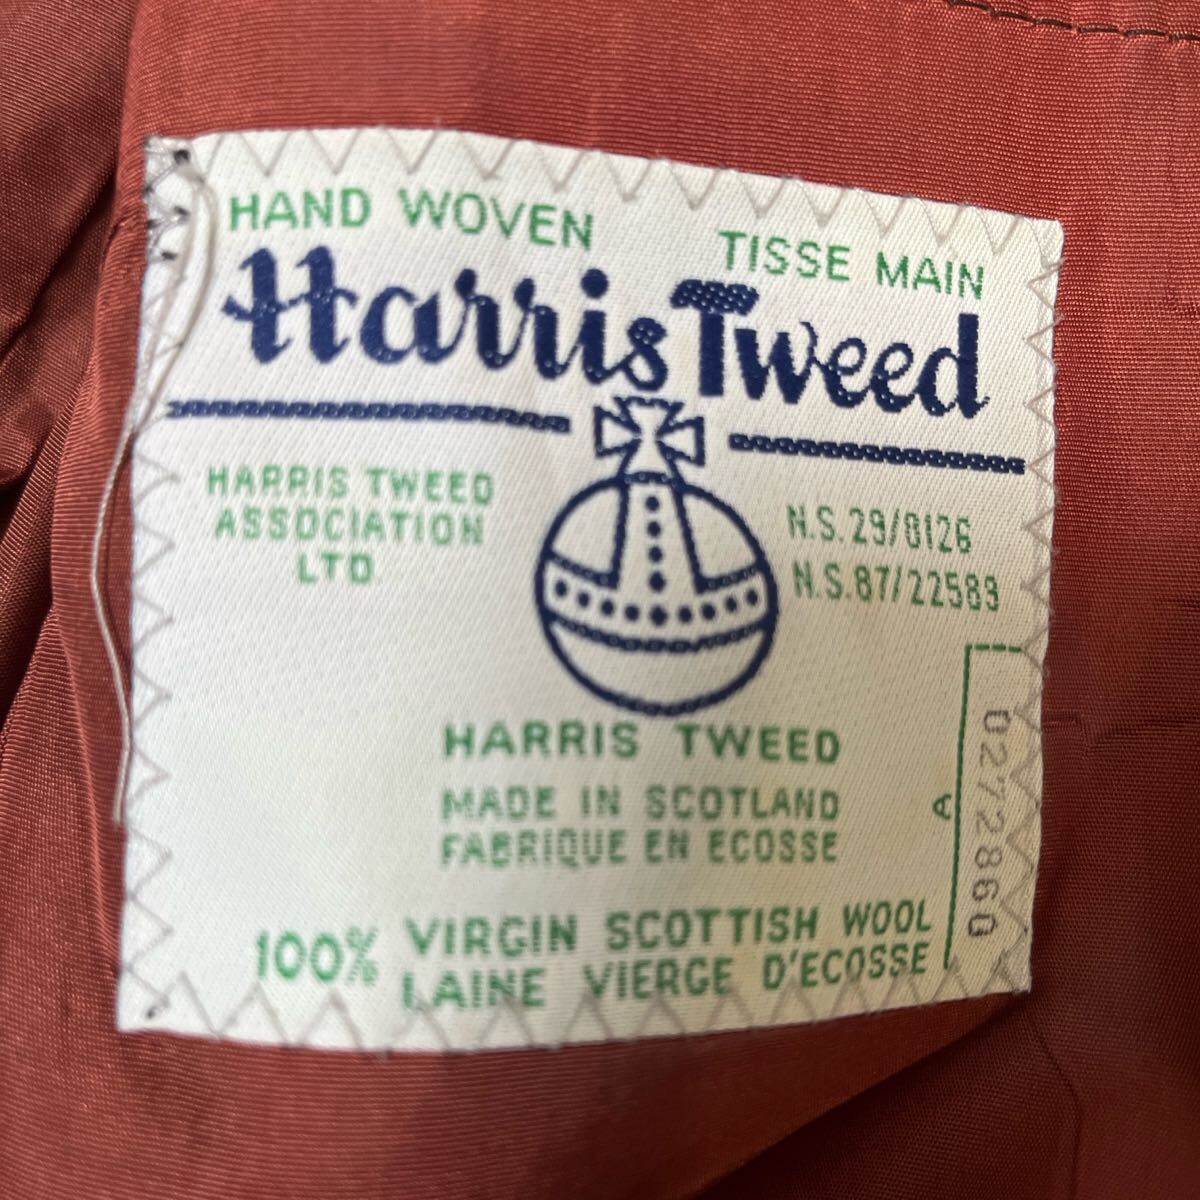 HAND WOVEN TISSE MAIN
Harris Tweed
HARRIS TWEED
ASSOCIATION
LTD
N.S.29/0126
N.S.87/22589
HARRIS TWEED
MADE IN SCOTLAND
FABRIQUE EN ECOSSE
100% VIRGIN SCOTTISH WOOL
LAINE VIERGE D'ECOSSE
A
0272860